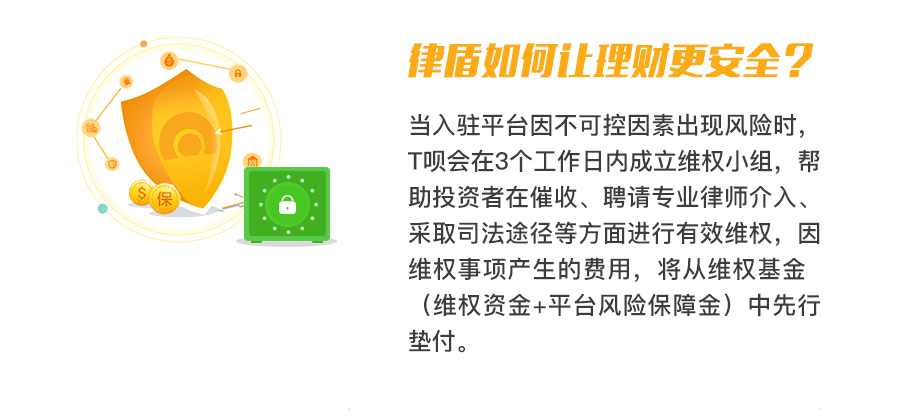 律盾如何让理财更安全？
当入驻平台因不可控因素出现风险时，
T呗会在3个工作日内成立维权小组，帮
助投资者在催收、聘请专业律师介入、
采取司法途径等方面进行有效维权，因
维权事项产生的费用，将从维权基金
（维权资金+平台风险保障金）中先行
垫付。
$
保